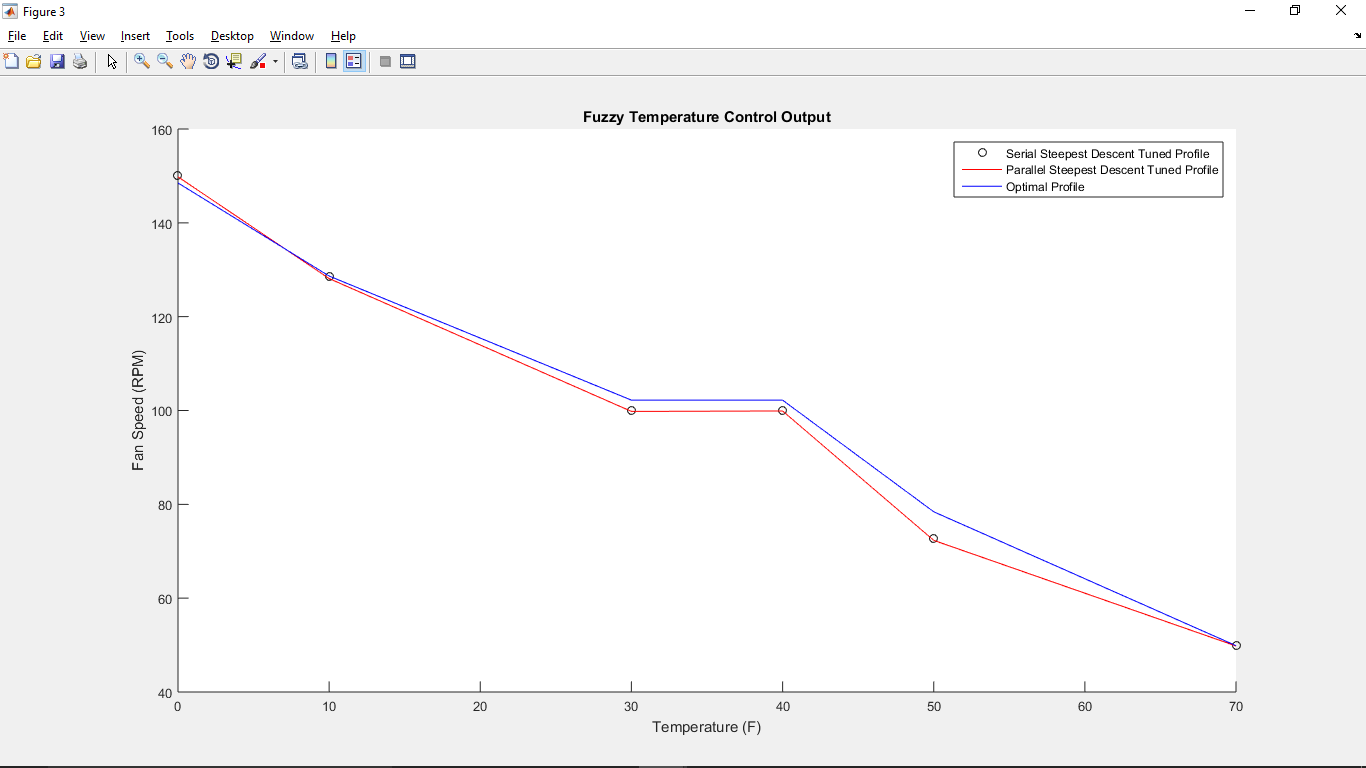 Figure 3
File Edit View Insert Tools Desktop Window Help
Fuzzy Temperature Control Output
Serial Steepest Descent Tuned Profile
Parallel Steepest Descent Tuned Profile
Optimal Profile
160
140
120
100
80
60
40
Fan Speed (RPM)
0 10 20 30 40 50 60 70
Temperature (F)